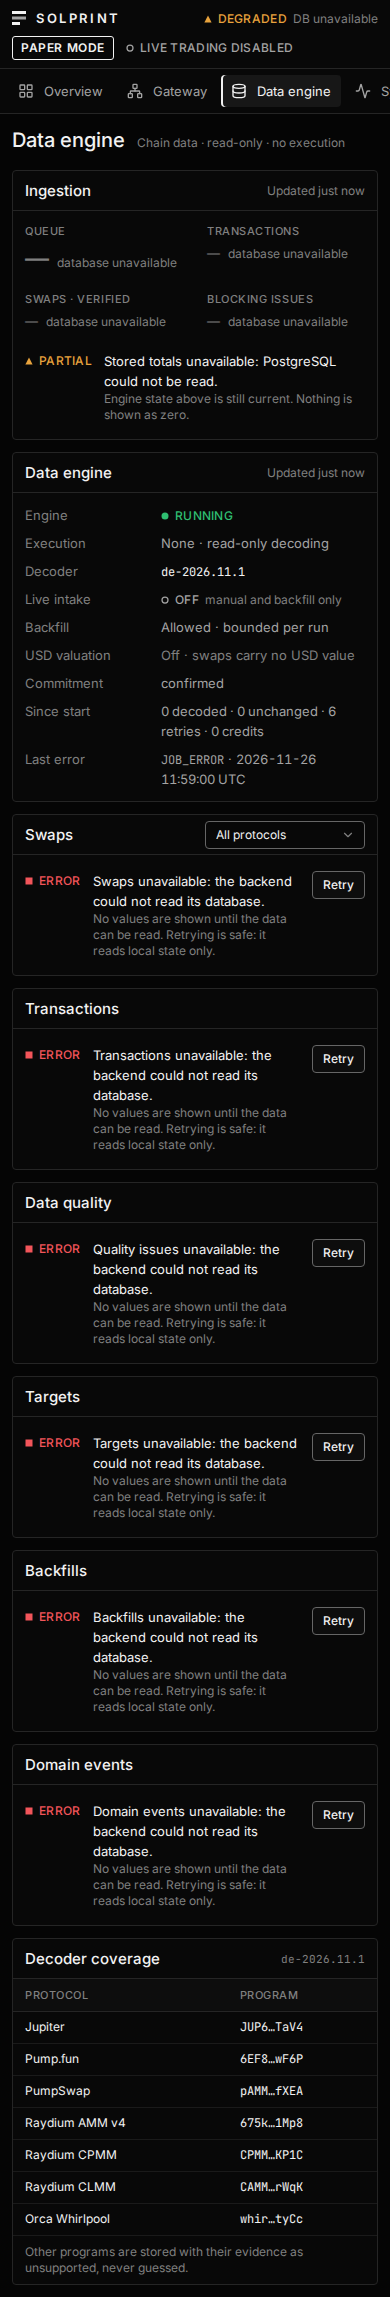 SOLPRINT
▲ DEGRADED DB unavailable
PAPER MODE
LIVE TRADING DISABLED
Overview
Gateway
Data engine
S
Data engine Chain data · read-only · no execution
Ingestion
Updated just now
QUEUE
— database unavailable
TRANSACTIONS
— database unavailable
SWAPS · VERIFIED
— database unavailable
BLOCKING ISSUES
— database unavailable
▲ PARTIAL
Stored totals unavailable: PostgreSQL
could not be read.
Engine state above is still current. Nothing is
shown as zero.
Data engine
Updated just now
Engine
RUNNING
Execution
None · read-only decoding
Decoder
de-2026.11.1
Live intake
OFF manual and backfill only
Backfill
Allowed · bounded per run
USD valuation
Off · swaps carry no USD value
Commitment
confirmed
Since start
0 decoded · 0 unchanged · 6
retries · 0 credits
Last error
JOB_ERROR · 2026-11-26
11:59:00 UTC
Swaps
All protocols
ERROR
Swaps unavailable: the backend
could not read its database.
No values are shown until the data
can be read. Retrying is safe: it
reads local state only.
Retry
Transactions
ERROR
Transactions unavailable: the
backend could not read its
database.
No values are shown until the data
can be read. Retrying is safe: it
reads local state only.
Retry
Data quality
ERROR
Quality issues unavailable: the
backend could not read its
database.
No values are shown until the data
can be read. Retrying is safe: it
reads local state only.
Retry
Targets
ERROR
Targets unavailable: the backend
could not read its database.
No values are shown until the data
can be read. Retrying is safe: it
reads local state only.
Retry
Backfills
ERROR
Backfills unavailable: the
backend could not read its
database.
No values are shown until the data
can be read. Retrying is safe: it
reads local state only.
Retry
Domain events
ERROR
Domain events unavailable: the
backend could not read its
database.
No values are shown until the data
can be read. Retrying is safe: it
reads local state only.
Retry
Decoder coverage
de-2026.11.1
PROTOCOL PROGRAM
Jupiter JUP6…TaV4
Pump.fun 6EF8…wF6P
PumpSwap pAMM…fXEA
Raydium AMM v4 675k…1Mp8
Raydium CPMM CPMM…KP1C
Raydium CLMM CAMM…rWqK
Orca Whirlpool whir…tyCc
Other programs are stored with their evidence as
unsupported, never guessed.